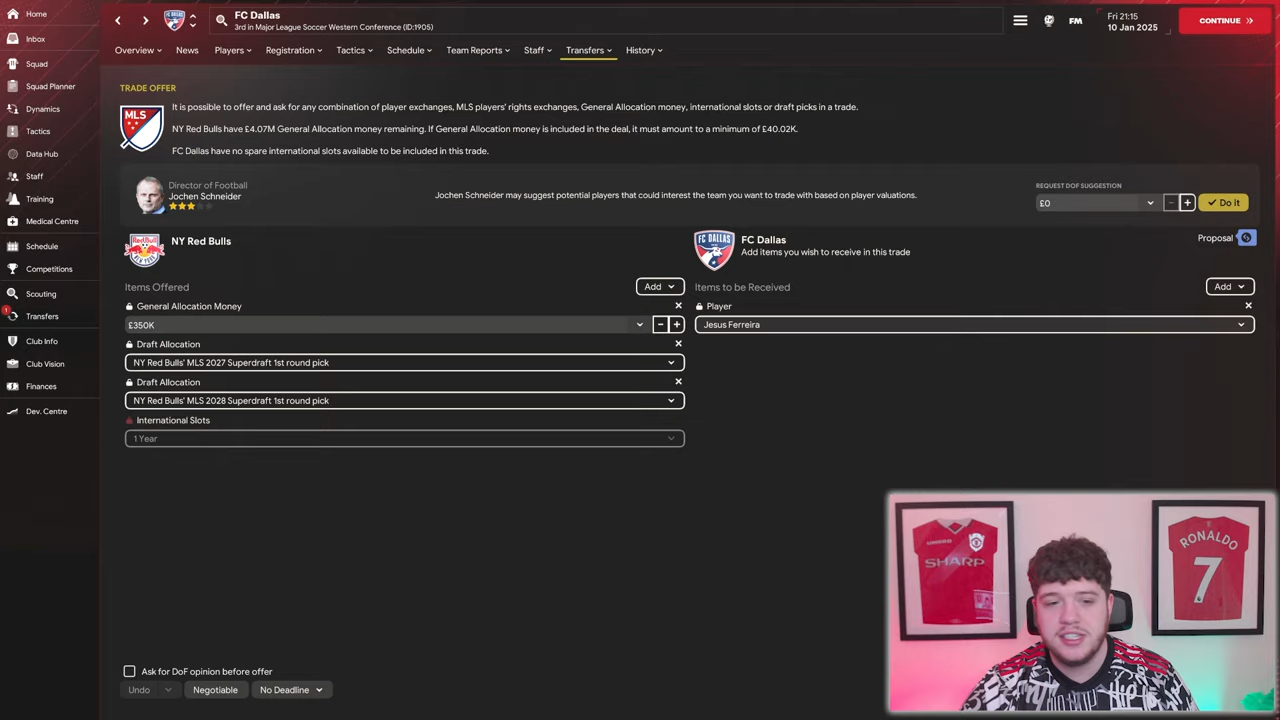 Home
FC Dallas
3rd in Major League Soccer Western Conference (ID:1905)
FM
Fri 21:15
10 Jan 2025
CONTINUE
Inbox
Overview
News
Players
Registration
Tactics
Schedule
Team Reports
Staff
Transfers
History
Squad
Squad Planner
Dynamics
Tactics
Data Hub
Staff
Training
Medical Centre
Schedule
Competitions
Scouting
1
Transfers
Club Info
Club Vision
Finances
Dev. Centre
TRADE OFFER
MLS
It is possible to offer and ask for any combination of player exchanges, MLS players' rights exchanges, General Allocation money, international slots or draft picks in a trade.
NY Red Bulls have £4.07M General Allocation money remaining. If General Allocation money is included in the deal, it must amount to a minimum of £40.02K.
FC Dallas have no spare international slots available to be included in this trade.
Director of Football
Jochen Schneider
Jochen Schneider may suggest potential players that could interest the team you want to trade with based on player valuations.
REQUEST DOF SUGGESTION
£0
Do it
NY Red Bulls
FC DALLAS
FC Dallas
Add items you wish to receive in this trade
Proposal
Items Offered
Add
Items to be Received
Add
General Allocation Money
£350K
Player
Jesus Ferreira
Draft Allocation
NY Red Bulls' MLS 2027 Superdraft 1st round pick
Draft Allocation
NY Red Bulls' MLS 2028 Superdraft 1st round pick
International Slots
1 Year
Ask for DoF opinion before offer
Undo
Negotiable
No Deadline
SHARP
RONALDO
7